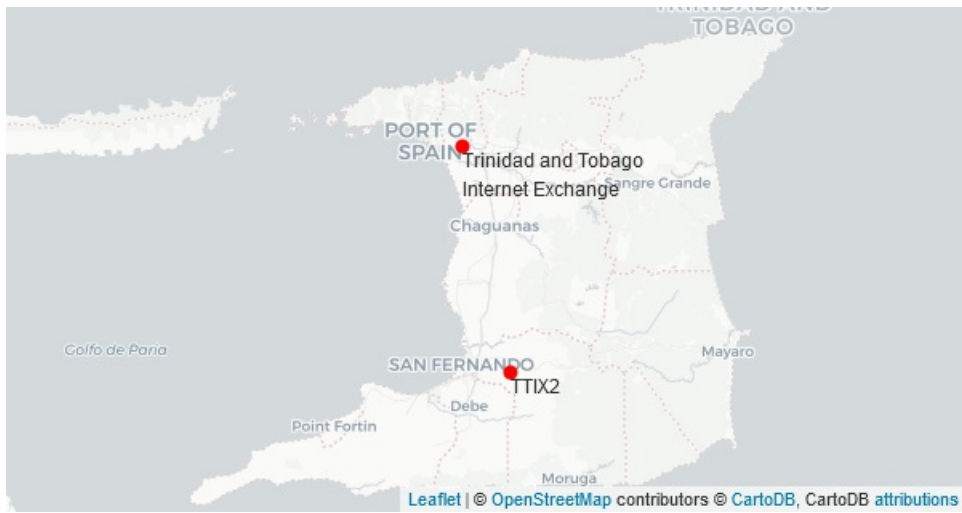 TRINIDAD AND
TOBAGO
PORT OF
SPAIN
Trinidad and Tobago
Internet Exchange
Sangre Grande
Chaguanas
Golfo de Paria
Mayaro
SAN FERNANDO
TTIX2
Debe
Point Fortin
Moruga
Leaflet | © OpenStreetMap contributors © CartoDB, CartoDB attributions